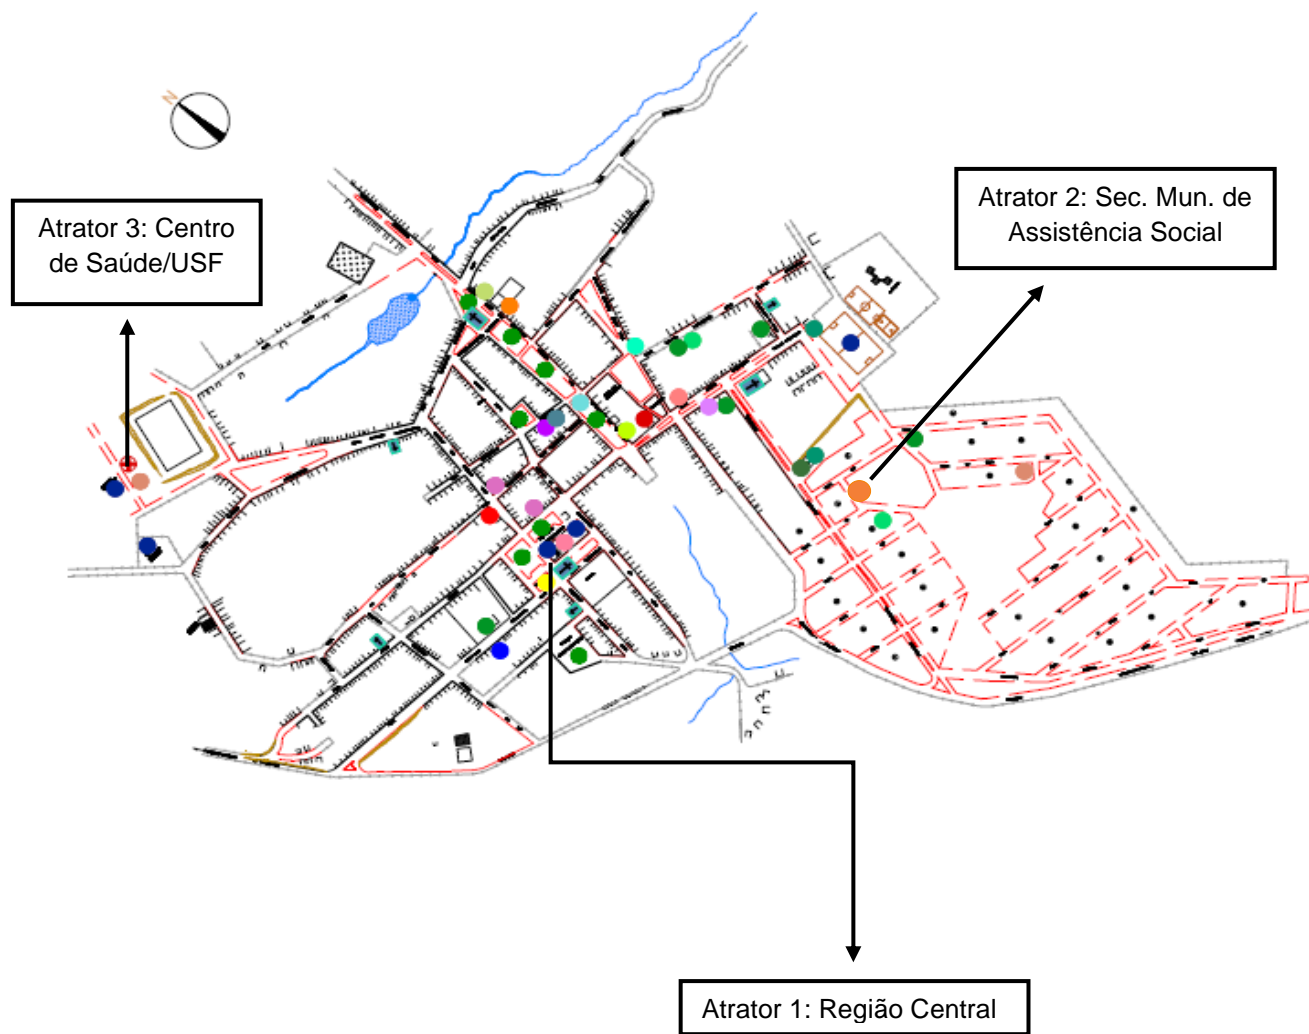 N
Atrator 3: Centro
de Saúde/USF
Atrator 2: Sec. Mun. de
Assistência Social
Atrator 1: Região Central